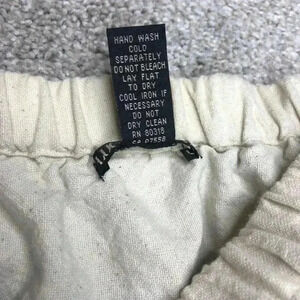 HAND WASH
COLD
SEPARATELY
DO NOT BLEACH
LAY FLAT
TO DRY
COOL IRON IF
NECESSARY
DO NOT
DRY CLEAN
RN 80318